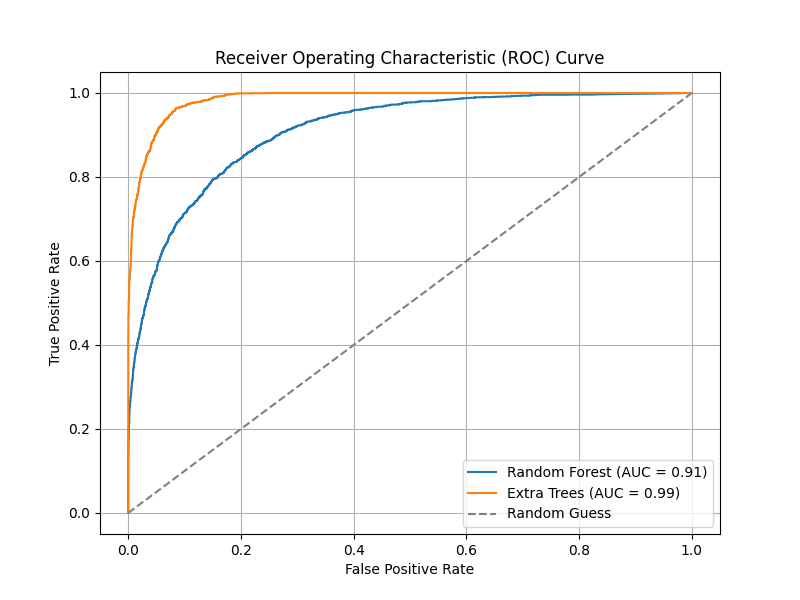 Receiver Operating Characteristic (ROC) Curve
True Positive Rate
1.0
0.8
0.6
0.4
0.2
0.0
Random Forest (AUC = 0.91)
Extra Trees (AUC = 0.99)
Random Guess
0.0 0.2 0.4 0.6 0.8 1.0
False Positive Rate